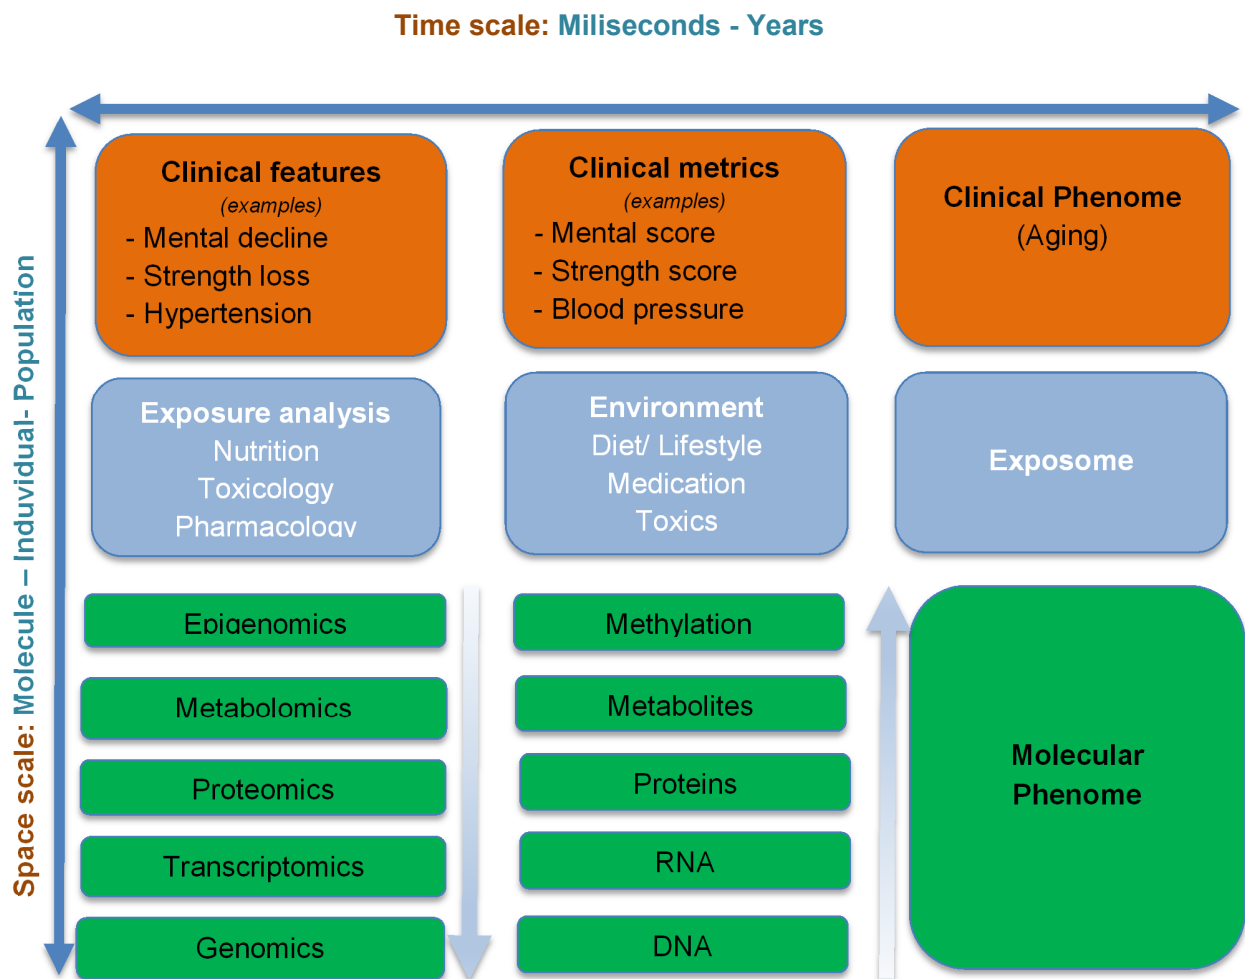 Time scale: Miliseconds - Years
Space scale: Molecule – Induvidual- Population
Clinical features
(examples)
- Mental decline
- Strength loss
- Hypertension
Clinical metrics
(examples)
- Mental score
- Strength score
- Blood pressure
Clinical Phenome
(Aging)
Exposure analysis
Nutrition
Toxicology
Pharmacology
Environment
Diet/ Lifestyle
Medication
Toxics
Exposome
Epigenomics
Metabolomics
Proteomics
Transcriptomics
Genomics
Methylation
Metabolites
Proteins
RNA
DNA
Molecular
Phenome